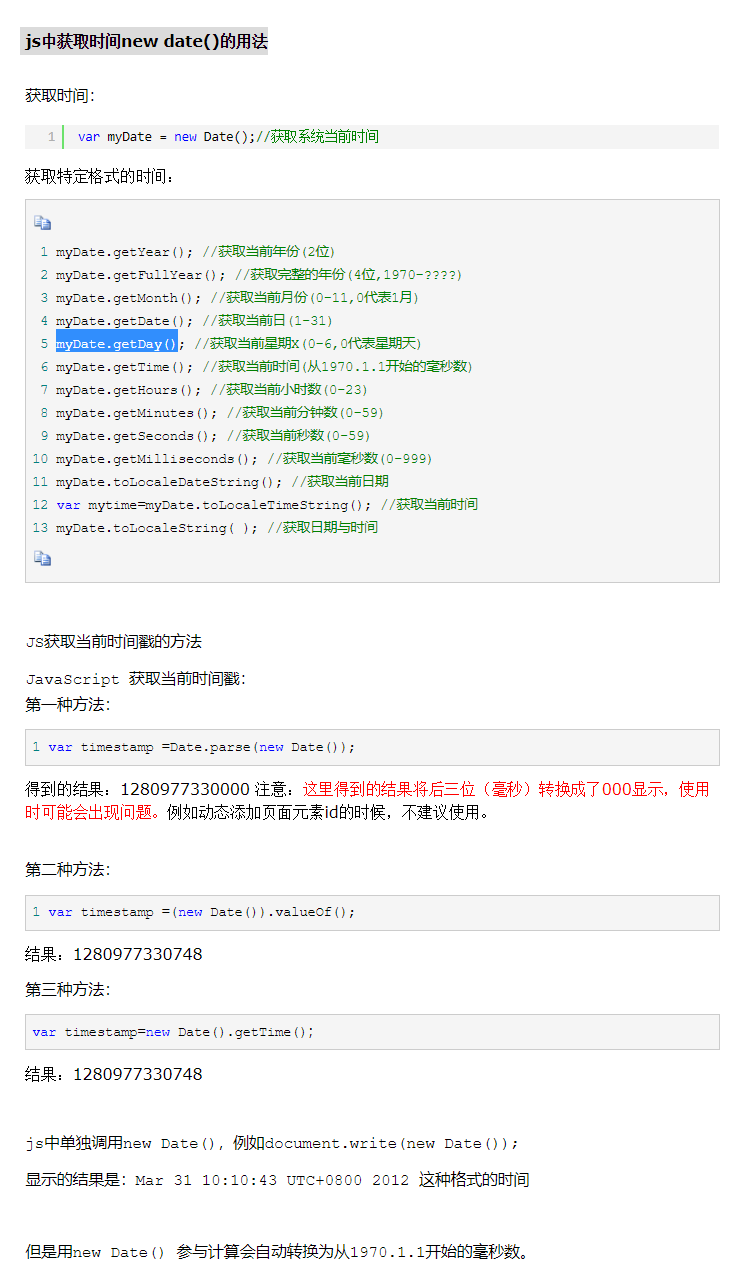 js中获取时间new date()的用法
获取时间：
1 var myDate = new Date();//获取系统当前时间
获取特定格式的时间：
1 myDate.getYear(); //获取当前年份(2位)
2 myDate.getFullYear(); //获取完整的年份(4位,1970-????)
3 myDate.getMonth(); //获取当前月份(0-11,0代表1月)
4 myDate.getDate(); //获取当前日(1-31)
5 myDate.getDay(); //获取当前星期X(0-6,0代表星期天)
6 myDate.getTime(); //获取当前时间(从1970.1.1开始的毫秒数)
7 myDate.getHours(); //获取当前小时数(0-23)
8 myDate.getMinutes(); //获取当前分钟数(0-59)
9 myDate.getSeconds(); //获取当前秒数(0-59)
10 myDate.getMilliseconds(); //获取当前毫秒数(0-999)
11 myDate.toLocaleDateString(); //获取当前日期
12 var mytime=myDate.toLocaleTimeString(); //获取当前时间
13 myDate.toLocaleString( ); //获取日期与时间
JS获取当前时间戳的方法
JavaScript 获取当前时间戳：
第一种方法：
1 var timestamp =Date.parse(new Date());
得到的结果：1280977330000 注意：这里得到的结果将后三位（毫秒）转换成了000显示，使用
时可能会出现问题。例如动态添加页面元素id的时候，不建议使用。
第二种方法：
1 var timestamp =(new Date()).valueOf();
结果：1280977330748
第三种方法：
var timestamp=new Date().getTime();
结果：1280977330748
js中单独调用new Date()，例如document.write(new Date());
显示的结果是：Mar 31 10:10:43 UTC+0800 2012 这种格式的时间
但是用new Date() 参与计算会自动转换为从1970.1.1开始的毫秒数。